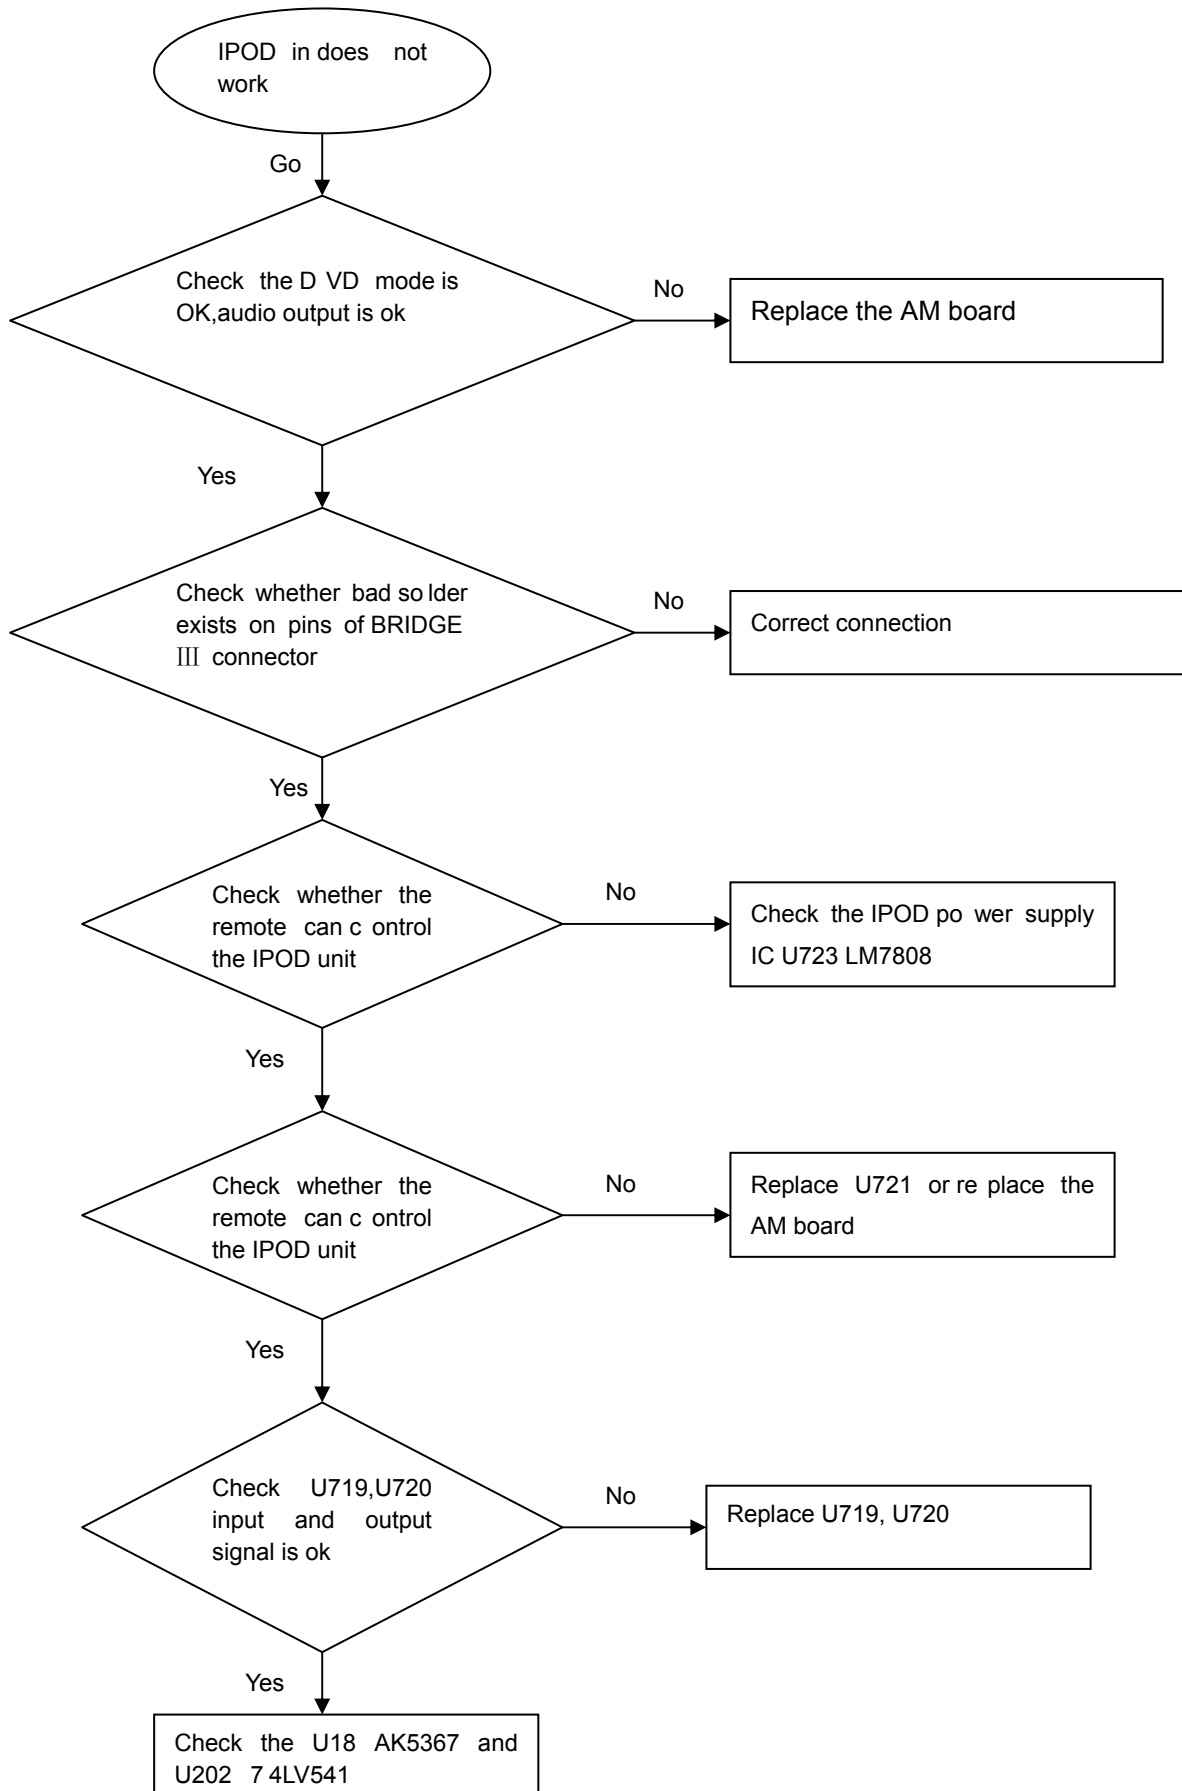 IPOD in does not
work
Go
Check the D VD mode is
OK,audio output is ok
No
Replace the AM board
Yes
Check whether bad so lder
exists on pins of BRIDGE
III connector
No
Correct connection
Yes
Check whether the
remote can c ontrol
the IPOD unit
No
Check the IPOD po wer supply
IC U723 LM7808
Yes
Check whether the
remote can c ontrol
the IPOD unit
No
Replace U721 or re place the
AM board
Yes
Check U719,U720
input and output
signal is ok
No
Replace U719, U720
Yes
Check the U18 AK5367 and
U202 7 4LV541